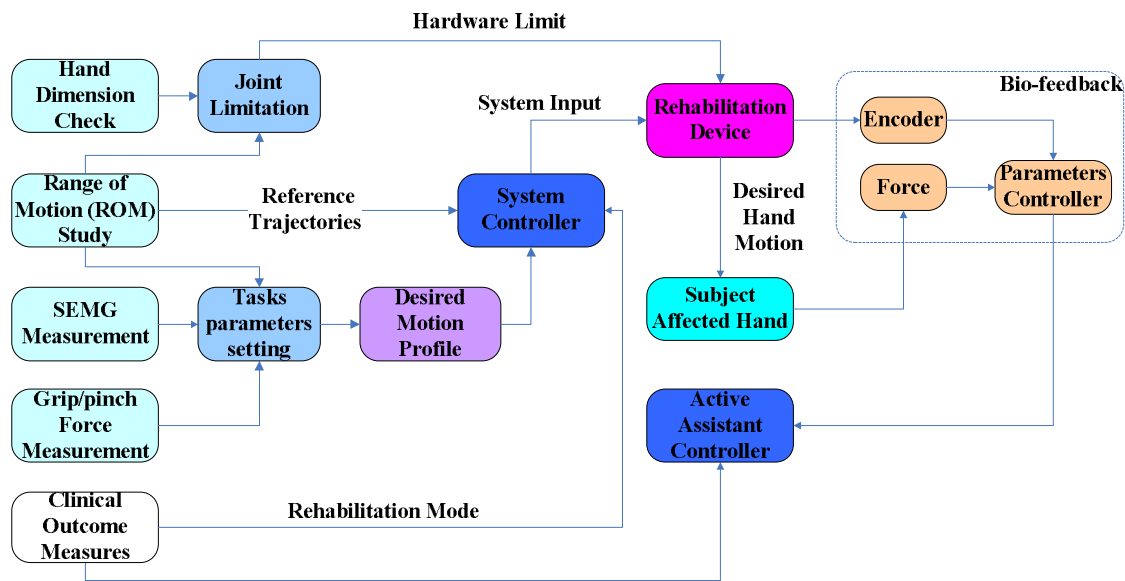 Hardware Limit
Hand
Dimension
Check
Joint
Limitation
System Input
Rehabilitation
Device
Bio-feedback
Encoder
Force
Parameters
Controller
Range of
Motion (ROM)
Study
Reference
Trajectories
System
Controller
Desired
Hand
Motion
SEMG
Measurement
Tasks
parameters
setting
Desired
Motion
Profile
Subject
Affected Hand
Grip/pinch
Force
Measurement
Active
Assistant
Controller
Clinical
Outcome
Measures
Rehabilitation Mode